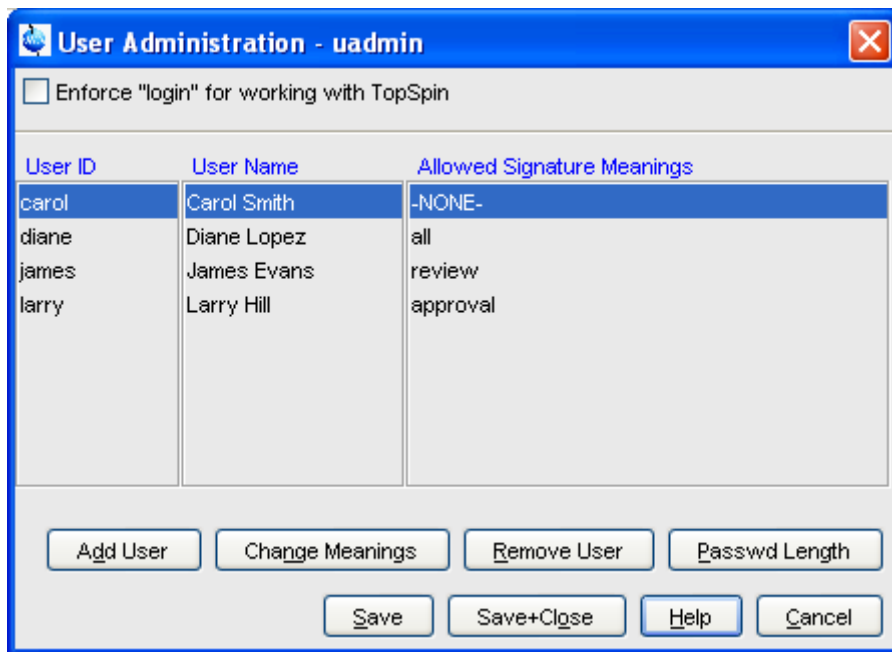 User Administration - uadmin
Enforce "login" for working with TopSpin
User ID User Name Allowed Signature Meanings
carol Carol Smith -NONE-
diane Diane Lopez all
james James Evans review
larry Larry Hill approval
Add User Change Meanings Remove User Passwd Length
Save Save+Close Help Cancel